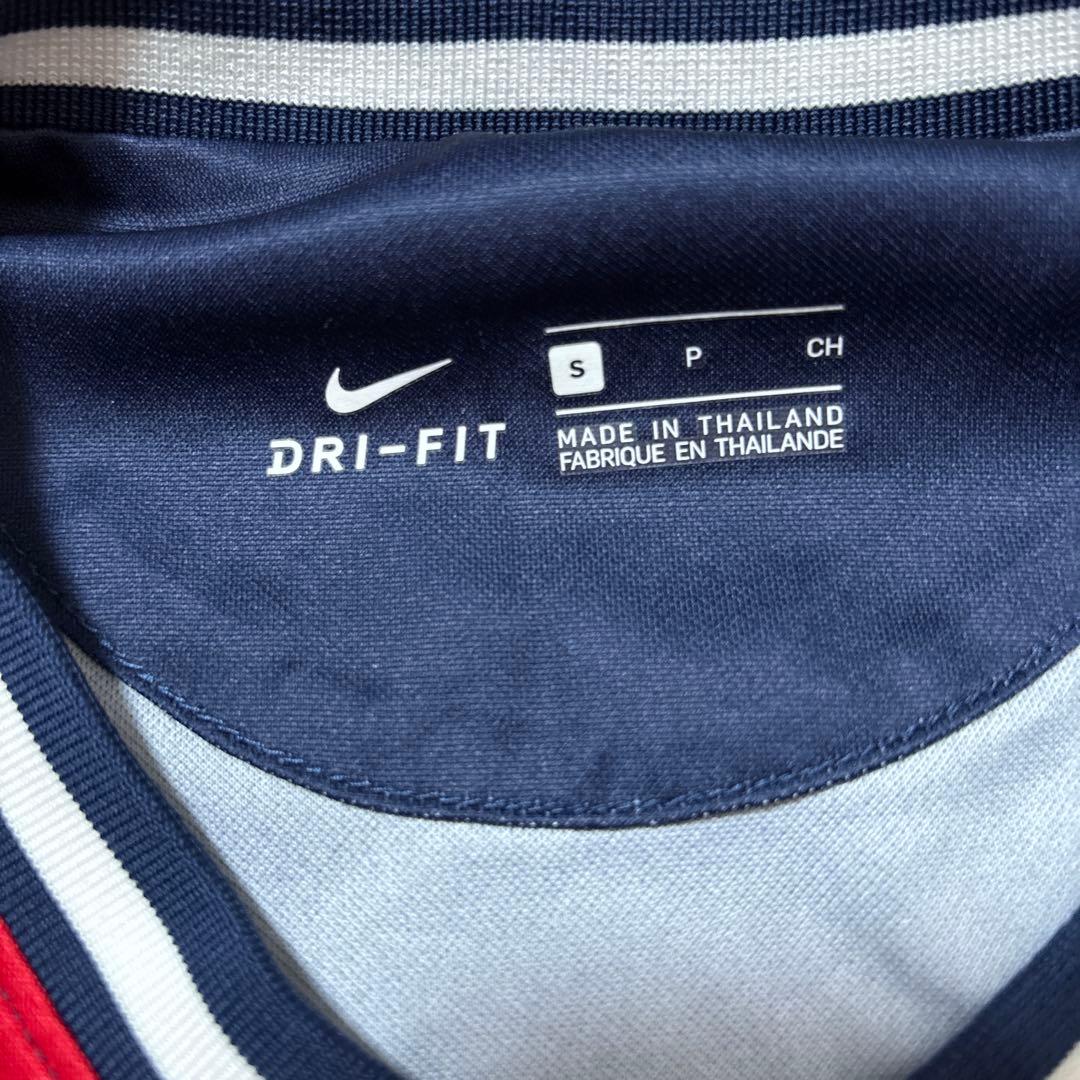 DRI-FIT
S P CH
MADE IN THAILAND
FABRIQUE EN THAILANDE